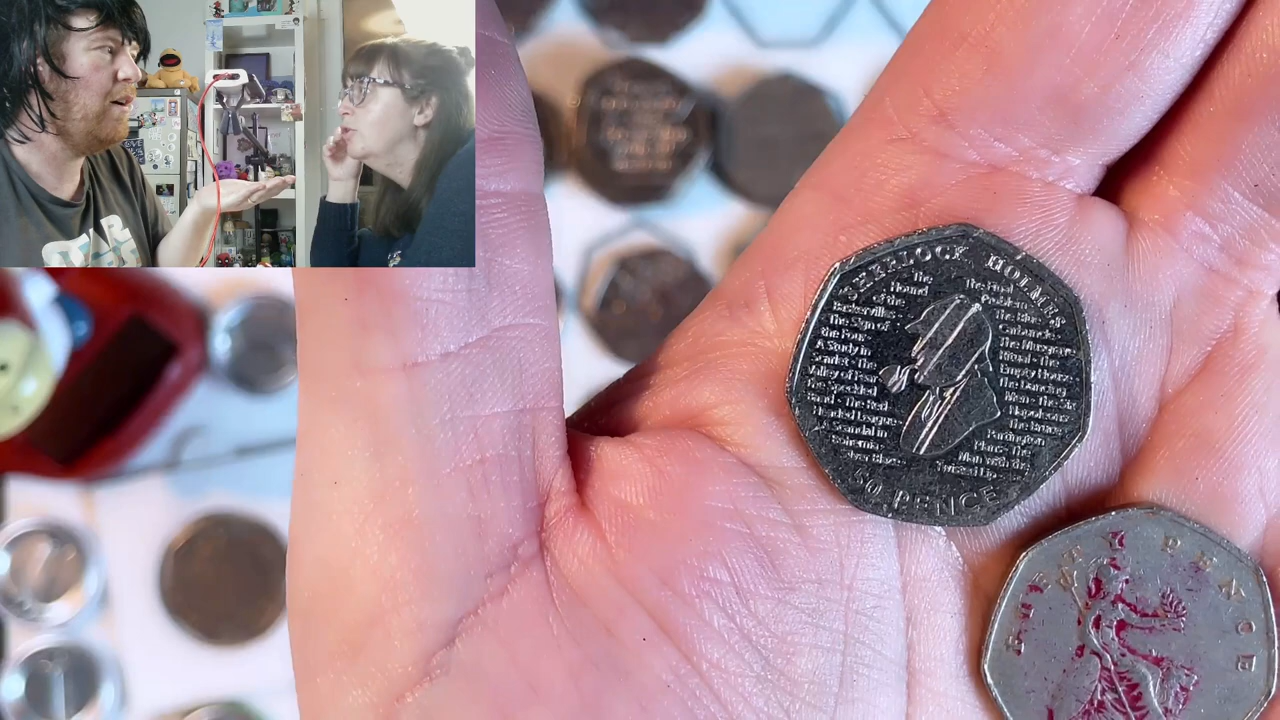 STAR
SHERLOCK HOLMES
The
Hound
of the
Baskervilles
The Sign of
the Four
A Study in
Scarlet - The
Valley of Fear
The Speckled
Band - The Red
Headed League
A Scandal in
Bohemia
Silver Blaze
The Final
Problem
The Blue
Carbuncle
The Musgrave
Ritual - The
Empty House
The Dancing
Men - The Six
Napoleons
The Bruce
Partington
Plans - The
Man with the
Twisted Lip
50 PENCE
FIFTY PENCE